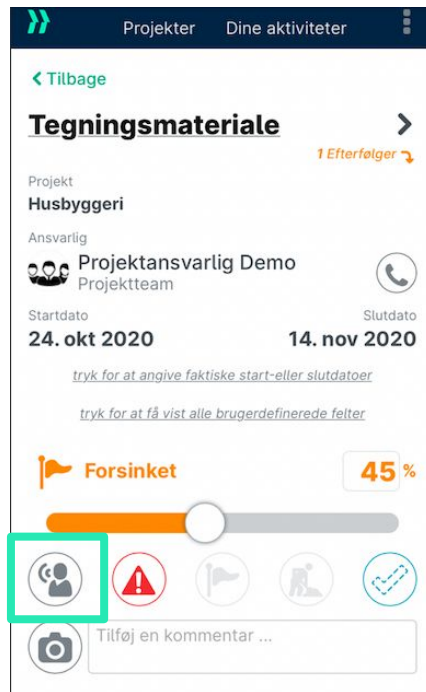 Projekter Dine aktiviteter
Tilbage
Tegningsmateriale
1 Efterfølger
Projekt
Husbyggeri
Ansvarlig
Projektansvarlig Demo
Projektteam
Startdato Slutdato
24. okt 2020 14. nov 2020
tryk for at angive faktiske start-eller slutdatoer
tryk for at få vist alle brugerdefinerede felter
Forsinket 45 %
Tilføj en kommentar ...